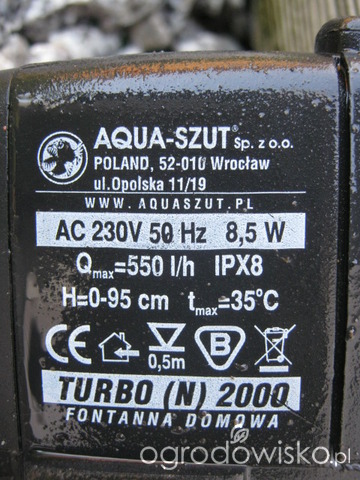 AQUA-SZUT® Sp. z o.o.
POLAND, 52-010 Wrocław
ul.Opolska 11/19
WWW.AQUASZUT.PL
AC 230V 50 Hz 8,5 W
Qmax=550 l/h IPX8
H=0-95 cm tmax=35°C
CE 0,5m B
TURBO (N) 2000
FONTANNA DOMOWA
ogrodowisko.pl